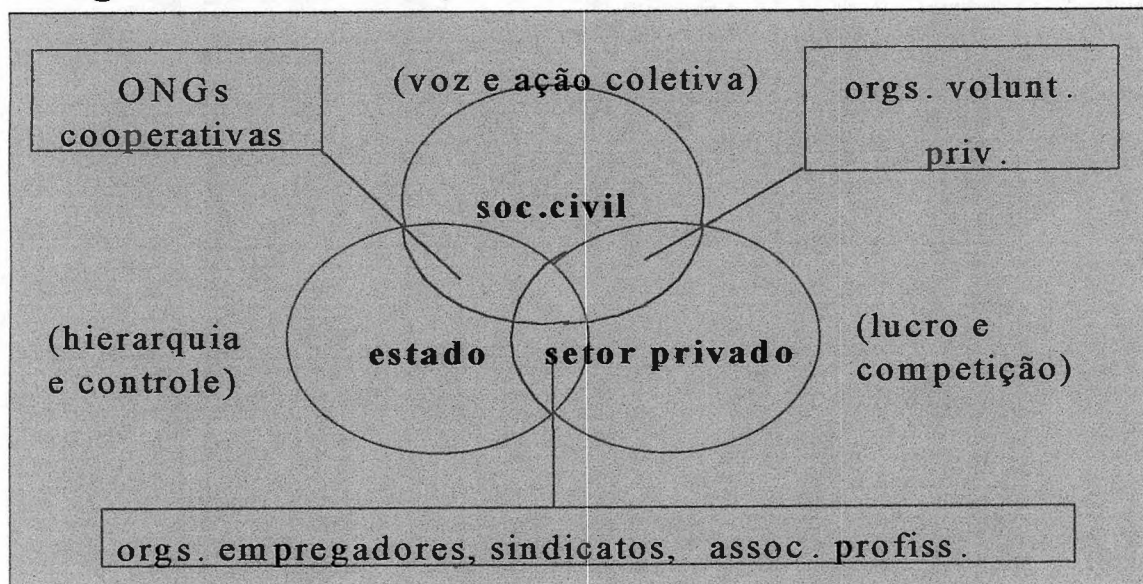 ONGs
cooperativas
(voz e ação coletiva)
orgs. volunt.
priv.
soc.civil
(hierarquia
e controle)
estado
setor privado
(lucro e
competição)
orgs. empregadores, sindicatos, assoc. profiss.